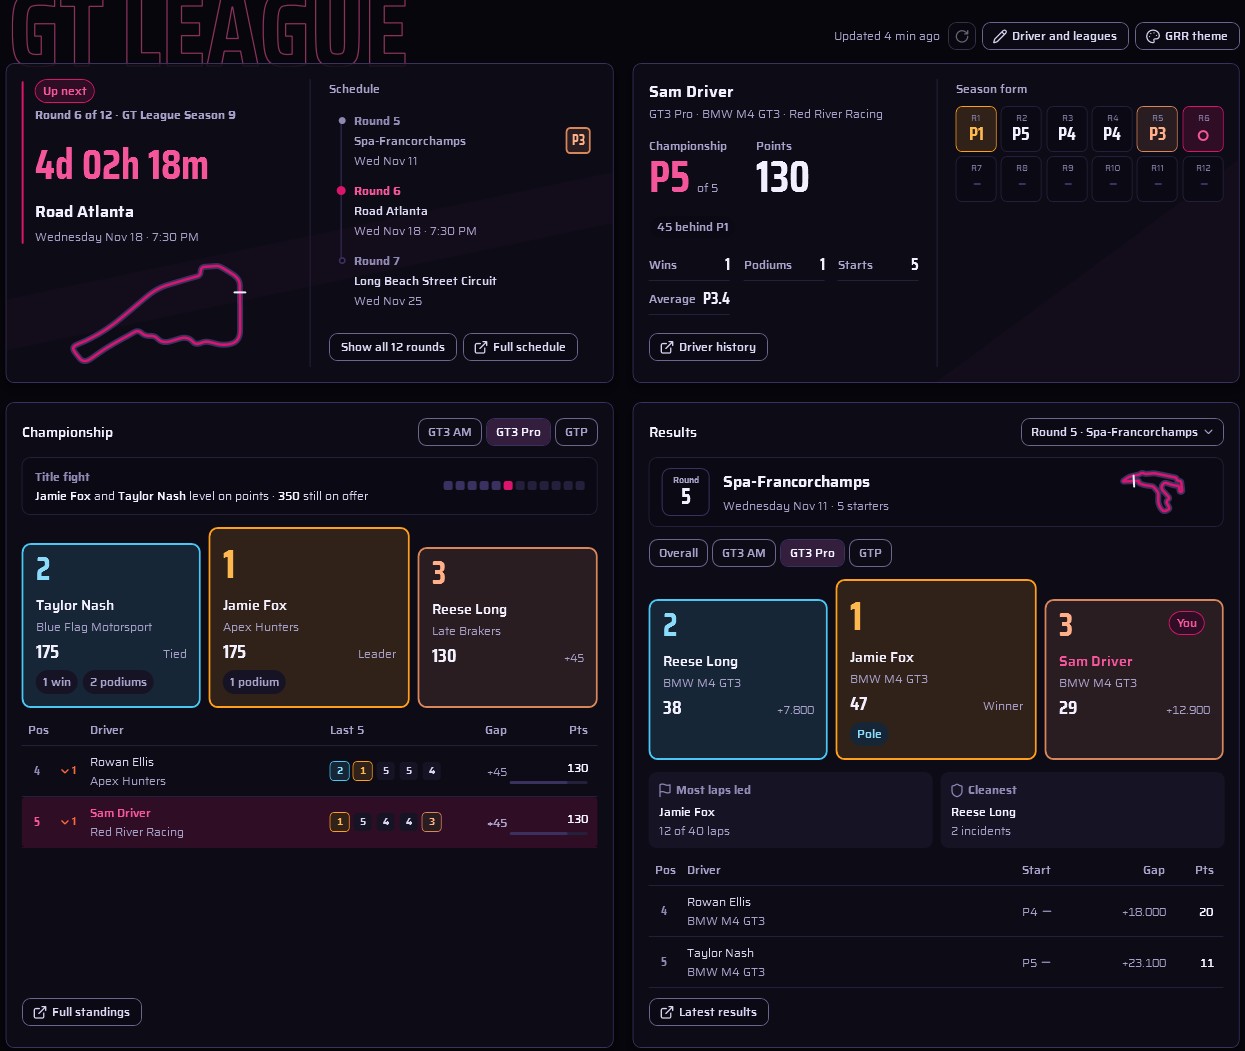 GT LEAGUE
Updated 4 min ago
Driver and leagues
GRR theme
Up next
Round 6 of 12 · GT League Season 9
4d 02h 18m
Road Atlanta
Wednesday Nov 18 · 7:30 PM
Schedule
Round 5
Spa-Francorchamps
Wed Nov 11
P3
Round 6
Road Atlanta
Wed Nov 18 · 7:30 PM
Round 7
Long Beach Street Circuit
Wed Nov 25
Show all 12 rounds
Full schedule
Sam Driver
GT3 Pro · BMW M4 GT3 · Red River Racing
Championship
P5 of 5
Points
130
45 behind P1
Wins 1
Podiums 1
Starts 5
Average P3.4
Driver history
Season form
R1 R2 R3 R4 R5 R6
P1 P5 P4 P4 P3
R7 R8 R9 R10 R11 R12
– – – – – –
Championship
GT3 AM
GT3 Pro
GTP
Title fight
Jamie Fox and Taylor Nash level on points · 350 still on offer
2
Taylor Nash
Blue Flag Motorsport
175 Tied
1 win 2 podiums
1
Jamie Fox
Apex Hunters
175 Leader
1 podium
3
Reese Long
Late Brakers
130 +45
Pos Driver Last 5 Gap Pts
4 1 Rowan Ellis 2 1 5 5 4 +45 130
Apex Hunters
5 1 Sam Driver 1 5 4 4 3 +45 130
Red River Racing
Full standings
Results
Round 5 · Spa-Francorchamps
Round
5
Spa-Francorchamps
Wednesday Nov 11 · 5 starters
Overall
GT3 AM
GT3 Pro
GTP
2
Reese Long
BMW M4 GT3
38 +7.800
1
Jamie Fox
BMW M4 GT3
47 Winner
Pole
3 You
Sam Driver
BMW M4 GT3
29 +12.900
Most laps led
Jamie Fox
12 of 40 laps
Cleanest
Reese Long
2 incidents
Pos Driver Start Gap Pts
4 Rowan Ellis P4 – +18.000 20
BMW M4 GT3
5 Taylor Nash P5 – +23.100 11
BMW M4 GT3
Latest results